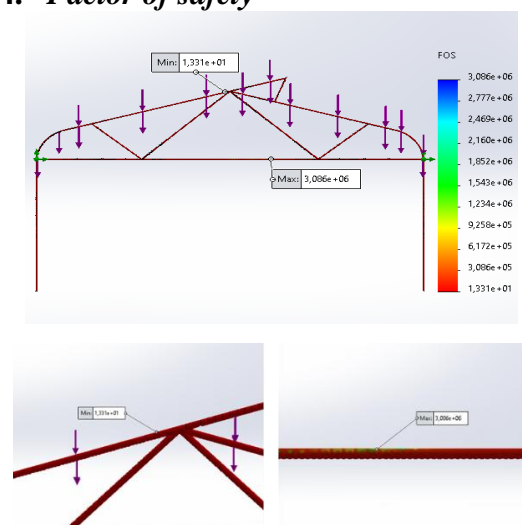 Factor of safety
FOS
Min: 1,331e+01
3,086e+06
2,777e+06
2,469e+06
2,160e+06
1,852e+06
1,543e+06
1,234e+06
9,258e+05
6,172e+05
3,086e+05
1,331e+01
Max: 3,086e+06
Min: 1,331e+01
Max: 3,086e+06